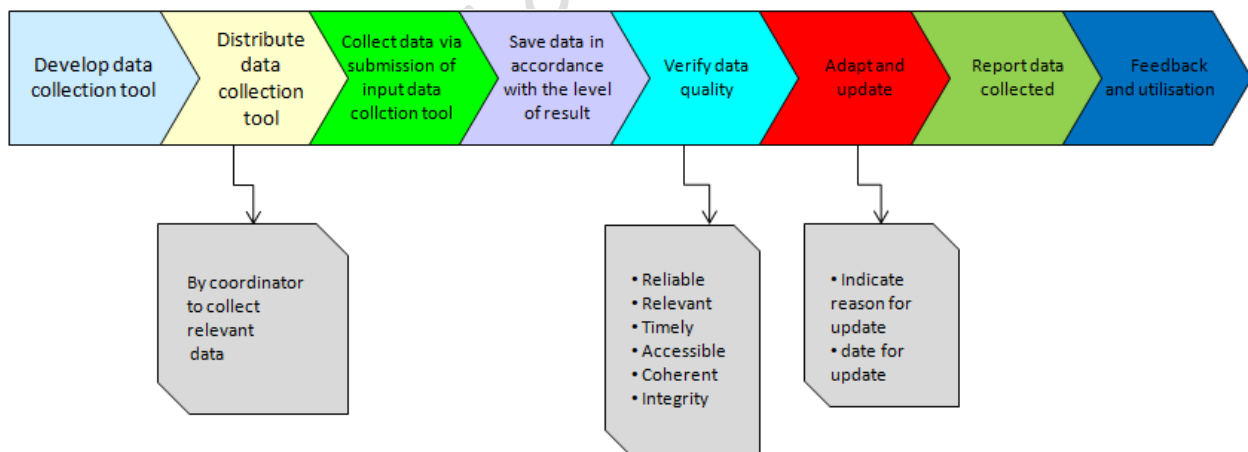 Develop data
collection tool
Distribute
data
collection
tool
Collect data via
submission of
input data
collction tool
Save data in
accordance
with the level
of result
Verify data
quality
Adapt and
update
Report data
collected
Feedback
and utilisation
By coordinator
to collect
relevant
data
• Reliable
• Relevant
• Timely
• Accessible
• Coherent
• Integrity
• Indicate
reason for
update
• date for
update